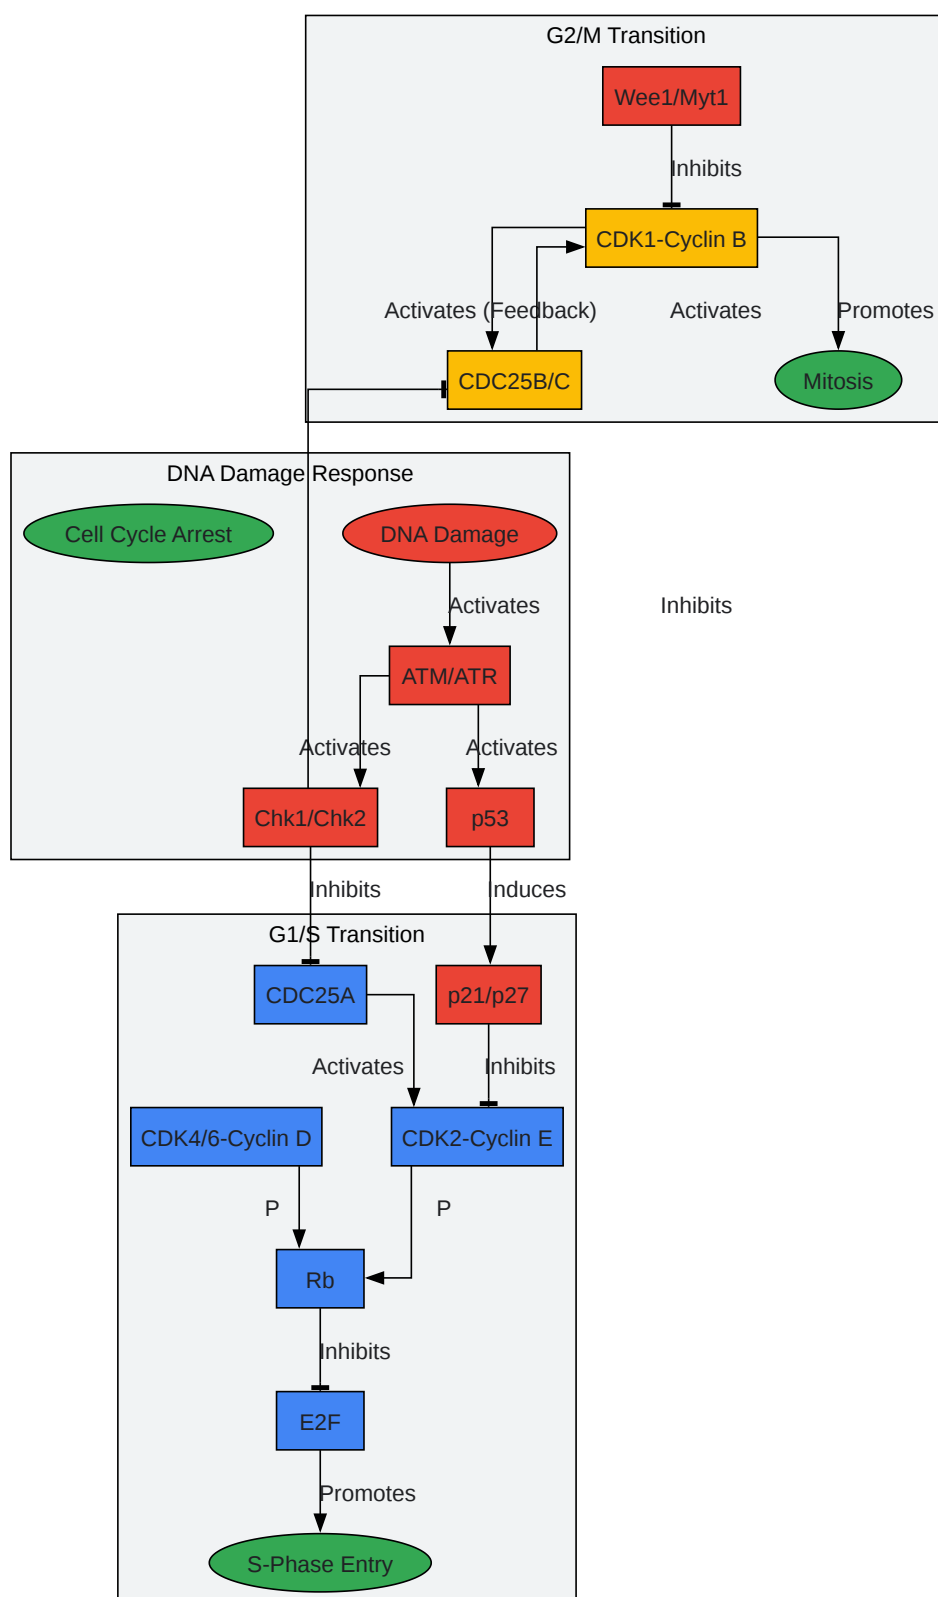 G2/M Transition
Wee1/Myt1
Inhibits
CDK1-Cyclin B
Activates (Feedback)
Activates
Promotes
CDC25B/C
Mitosis
DNA Damage Response
Cell Cycle Arrest
DNA Damage
Activates
Inhibits
ATM/ATR
Activates
Activates
Chk1/Chk2
p53
Inhibits
Induces
G1/S Transition
CDC25A
p21/p27
Activates
Inhibits
CDK4/6-Cyclin D
CDK2-Cyclin E
P
P
Rb
Inhibits
E2F
Promotes
S-Phase Entry